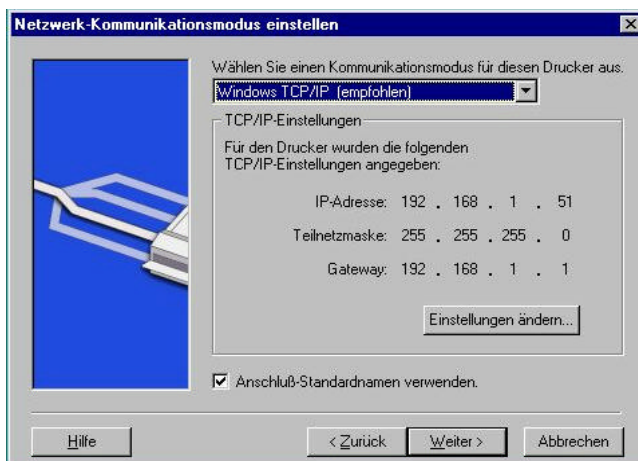 Netzwerk-Kommunikationsmodus einstellen
Wählen Sie einen Kommunikationsmodus für diesen Drucker aus.
Windows TCP/IP (empfohlen)
TCP/IP-Einstellungen
Für den Drucker wurden die folgenden
TCP/IP-Einstellungen angegeben:
IP-Adresse: 192 . 168 . 1 . 51
Teilnetzmaske: 255 . 255 . 255 . 0
Gateway: 192 . 168 . 1 . 1
Einstellungen ändern...
Anschluß-Standardnamen verwenden.
Hilfe < Zurück Weiter > Abbrechen